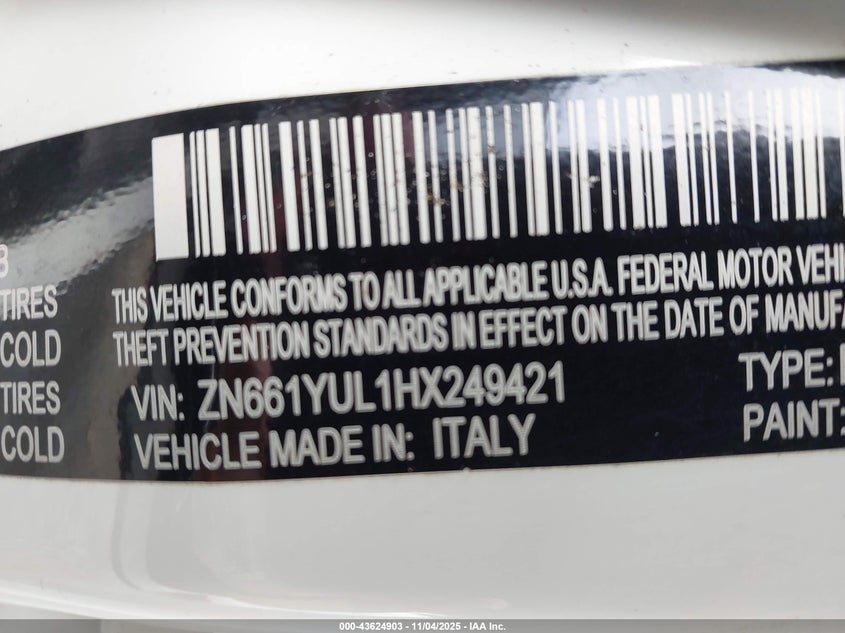 B
TIRES
COLD
TIRES
COLD
THIS VEHICLE CONFORMS TO ALL APPLICABLE U.S.A. FEDERAL MOTOR VEHI
THEFT PREVENTION STANDARDS IN EFFECT ON THE DATE OF MANUFA
VIN: ZN661YUL1HX249421
TYPE:
VEHICLE MADE IN: ITALY
PAINT:
000-43624903 - 11/04/2025 - IAA Inc.